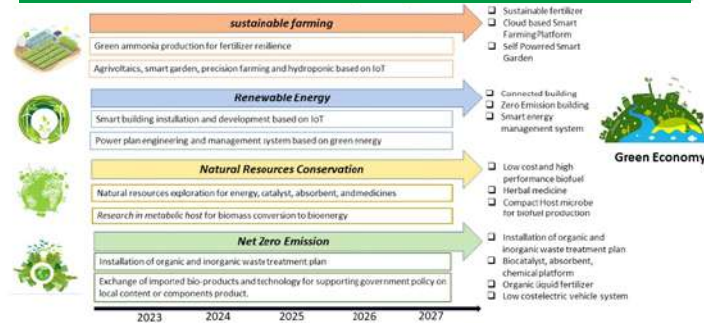 sustainable farming
Green ammonia production for fertilizer resilience
Agrivoltaics, smart garden, precision farming and hydroponic based on IoT
Sustainable fertilizer
Cloud based Smart
Farming Platform
Self Powered Smart
Garden
Renewable Energy
Smart building installation and development based on IoT
Power plan engineering and management system based on green energy
Connected building
Zero Emission building
Smart energy
management system
Green Economy
Natural Resources Conservation
Natural resources exploration for energy, catalyst, absorbent, and medicines
Research in metabolic host for biomass conversion to bioenergy
Low cost and high
performance biofuel
Herbal medicine
Compact Host microbe
for biofuel production
Net Zero Emission
Installation of organic and inorganic waste treatment plan
Exchange of imported bio-products and technology for supporting government policy on
local content or components product.
Installation of organic and
inorganic waste treatment plan
Biocatalyst, absorbent,
chemical platform
Organic Liquid fertilizer
Low costelectric vehicle system
2023 2024 2025 2026 2027